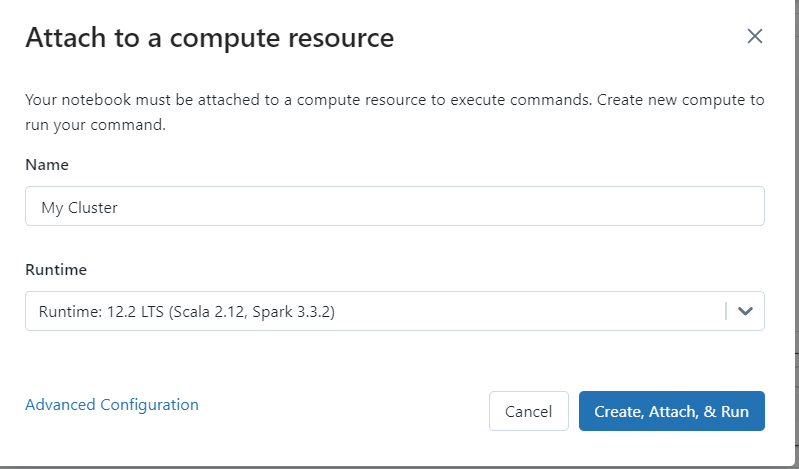 Attach to a compute resource
Your notebook must be attached to a compute resource to execute commands. Create new compute to
run your command.
Name
My Cluster
Runtime
Runtime: 12.2 LTS (Scala 2.12, Spark 3.3.2)
Advanced Configuration
Cancel
Create, Attach, & Run